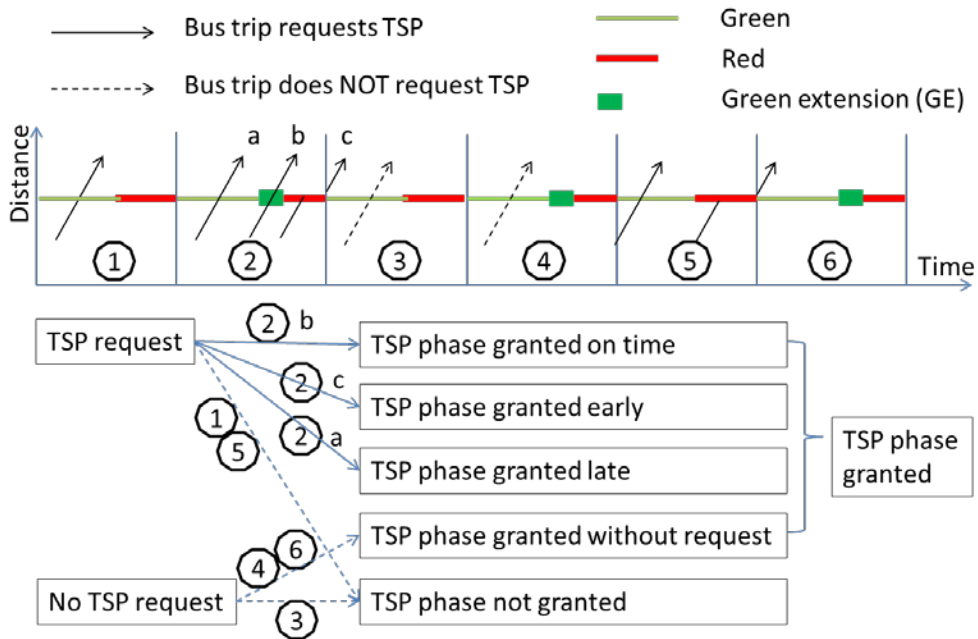 Bus trip requests TSP
Bus trip does NOT request TSP
Green
Red
Green extension (GE)
Distance
a
b
c
1
2
3
4
5
6
Time
TSP request
2
b
TSP phase granted on time
2
c
TSP phase granted early
1
5
2
a
TSP phase granted late
TSP phase
granted
4
6
TSP phase granted without request
No TSP request
3
TSP phase not granted